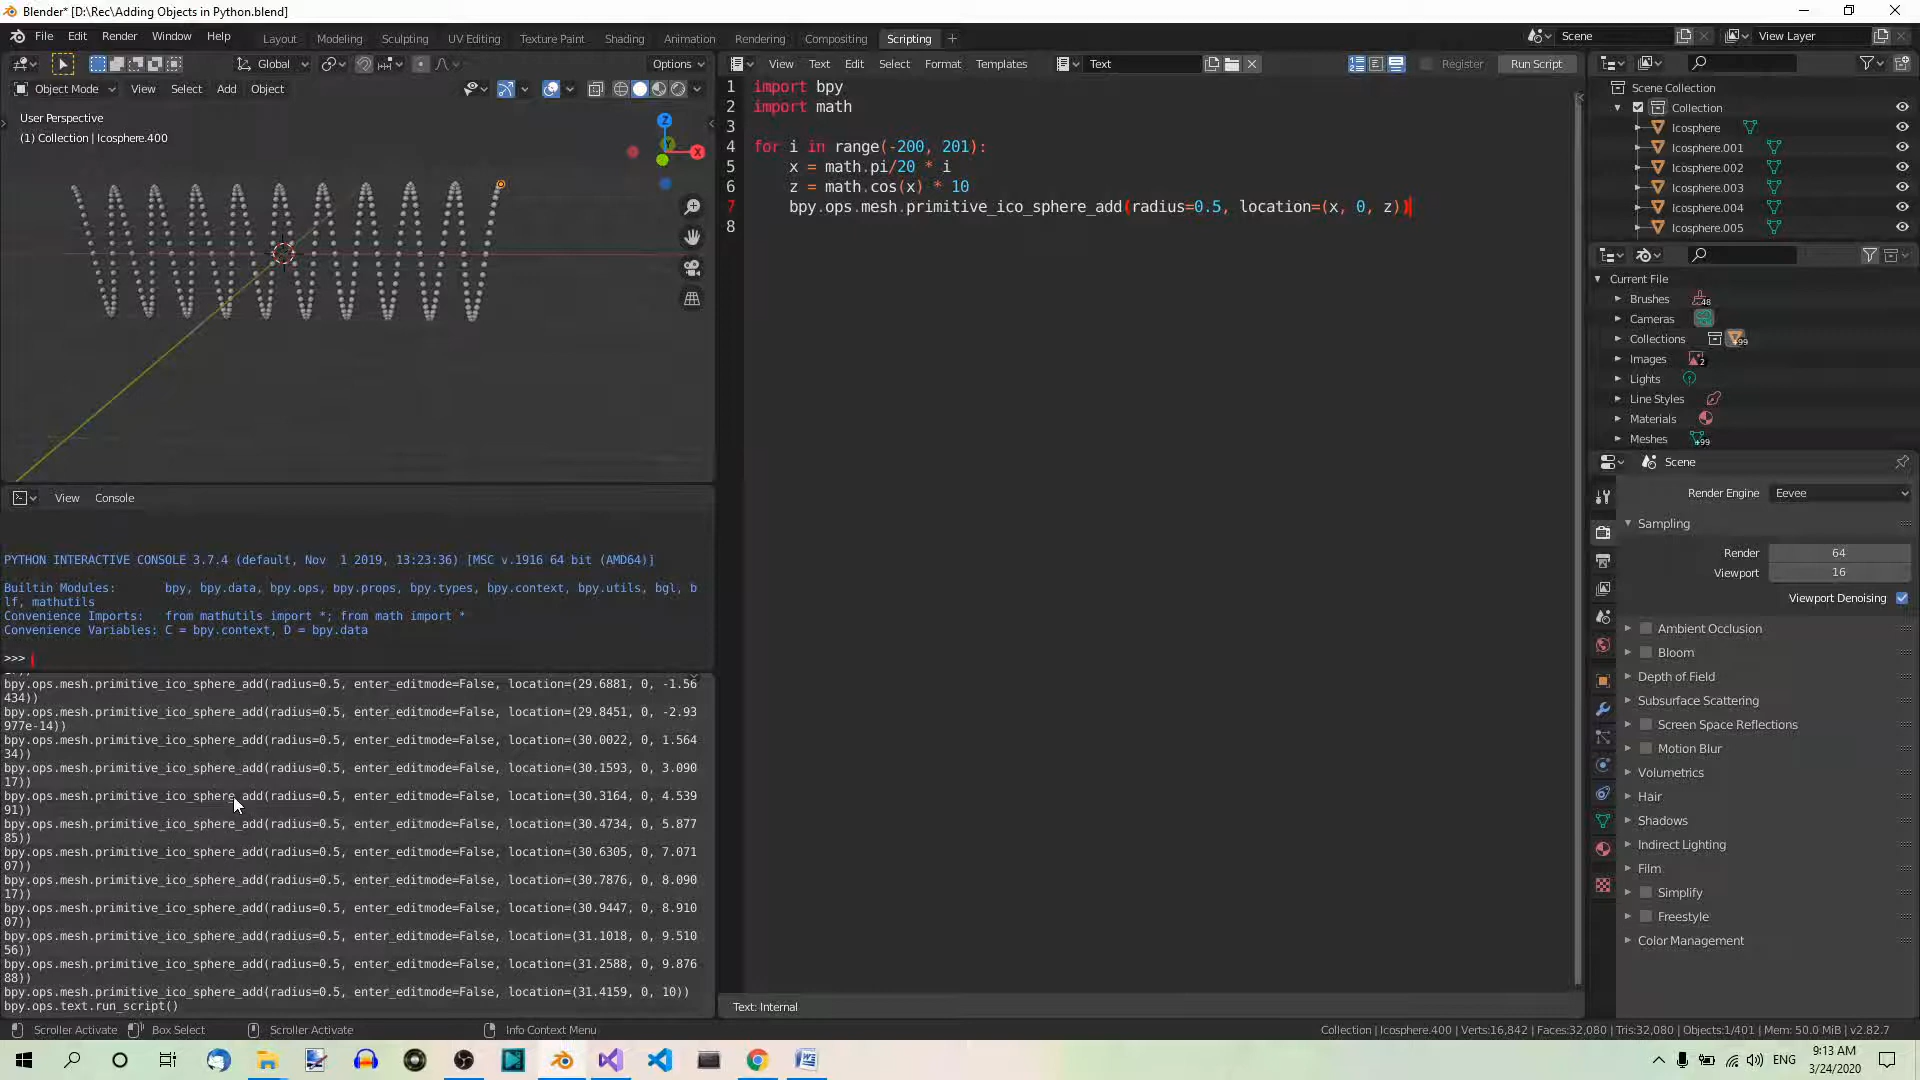 Blender* [D:\Rec\Adding Objects in Python.blend]
File Edit Render Window Help
Layout Modeling Sculpting UV Editing Texture Paint Shading Animation Rendering Compositing Scripting
Scene
View Layer
Global
Options
Object Mode View Select Add Object
User Perspective
(1) Collection | Icosphere.400
Z
X
View Text Edit Select Format Templates
Text
Register
Run Script
1 import bpy
2 import math
3
4 for i in range(-200, 201):
5 x = math.pi/20 * i
6 z = math.cos(x) * 10
7 bpy.ops.mesh.primitive_ico_sphere_add(radius=0.5, location=(x, 0, z))
8
Text: Internal
View Console
PYTHON INTERACTIVE CONSOLE 3.7.4 (default, Nov  1 2019, 13:23:36) [MSC v.1916 64 bit (AMD64)]
Builtin Modules:       bpy, bpy.data, bpy.ops, bpy.props, bpy.types, bpy.context, bpy.utils, bgl, b
lf, mathutils
Convenience Imports:   from mathutils import *; from math import *
Convenience Variables: C = bpy.context, D = bpy.data
>>>
bpy.ops.mesh.primitive_ico_sphere_add(radius=0.5, enter_editmode=False, location=(29.6881, 0, -1.56
434))
bpy.ops.mesh.primitive_ico_sphere_add(radius=0.5, enter_editmode=False, location=(29.8451, 0, -2.93
977e-14))
bpy.ops.mesh.primitive_ico_sphere_add(radius=0.5, enter_editmode=False, location=(30.0022, 0, 1.564
34))
bpy.ops.mesh.primitive_ico_sphere_add(radius=0.5, enter_editmode=False, location=(30.1593, 0, 3.090
17))
bpy.ops.mesh.primitive_ico_sphere_add(radius=0.5, enter_editmode=False, location=(30.3164, 0, 4.539
91))
bpy.ops.mesh.primitive_ico_sphere_add(radius=0.5, enter_editmode=False, location=(30.4734, 0, 5.877
85))
bpy.ops.mesh.primitive_ico_sphere_add(radius=0.5, enter_editmode=False, location=(30.6305, 0, 7.071
07))
bpy.ops.mesh.primitive_ico_sphere_add(radius=0.5, enter_editmode=False, location=(30.7876, 0, 8.090
17))
bpy.ops.mesh.primitive_ico_sphere_add(radius=0.5, enter_editmode=False, location=(30.9447, 0, 8.910
07))
bpy.ops.mesh.primitive_ico_sphere_add(radius=0.5, enter_editmode=False, location=(31.1018, 0, 9.510
56))
bpy.ops.mesh.primitive_ico_sphere_add(radius=0.5, enter_editmode=False, location=(31.2588, 0, 9.876
88))
bpy.ops.mesh.primitive_ico_sphere_add(radius=0.5, enter_editmode=False, location=(31.4159, 0, 10))
bpy.ops.text.run_script()
Scene Collection
Collection
Icosphere
Icosphere.001
Icosphere.002
Icosphere.003
Icosphere.004
Icosphere.005
Current File
Brushes 48
Cameras
Collections +99
Images 2
Lights
Line Styles
Materials
Meshes +99
Scene
Render Engine Eevee
Sampling
Render 64
Viewport 16
Viewport Denoising
Ambient Occlusion
Bloom
Depth of Field
Subsurface Scattering
Screen Space Reflections
Motion Blur
Volumetrics
Hair
Shadows
Indirect Lighting
Film
Simplify
Freestyle
Color Management
Scroller Activate Box Select Scroller Activate Info Context Menu
Collection | Icosphere.400 | Verts:16,842 | Faces:32,080 | Tris:32,080 | Objects:1/401 | Mem: 50.0 MiB | v2.82.7
ENG
9:13 AM
3/24/2020